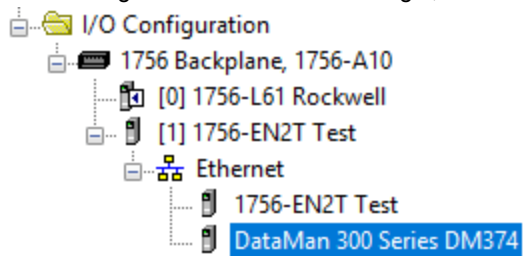 I/O Configuration
1756 Backplane, 1756-A10
[0] 1756-L61 Rockwell
[1] 1756-EN2T Test
Ethernet
1756-EN2T Test
DataMan 300 Series DM374